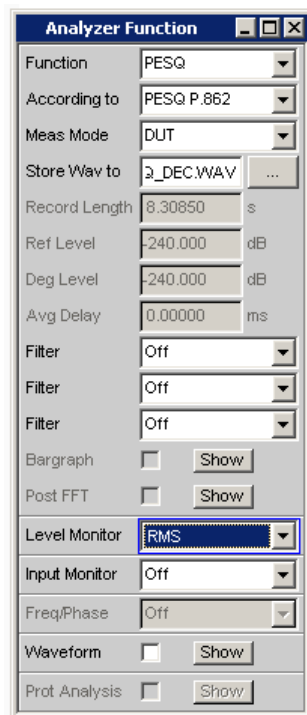 Analyzer Function
Function PESQ
According to PESQ P.862
Meas Mode DUT
Store Wav to Q_DEC.WAV ...
Record Length 8.30850 s
Ref Level -240.000 dB
Deg Level -240.000 dB
Avg Delay 0.00000 ms
Filter Off
Filter Off
Filter Off
Bargraph Show
Post FFT Show
Level Monitor RMS
Input Monitor Off
Freq/Phase Off
Waveform Show
Prot Analysis Show